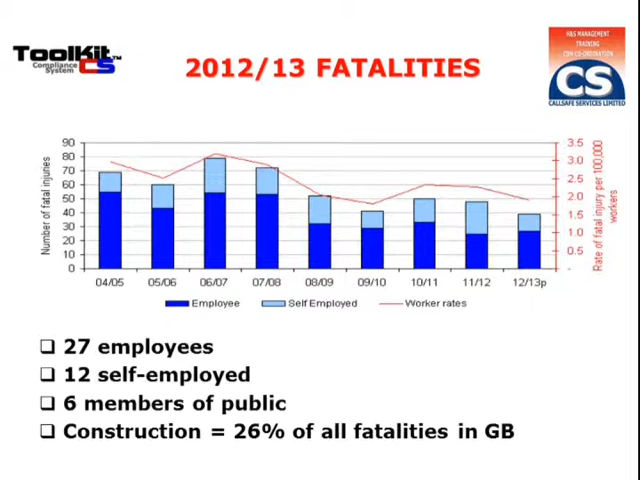 ToolKit™
Compliance
System CS
2012/13 FATALITIES
H&S MANAGEMENT
TRAINING
CDM CO-ORDINATION
CS
CALLSAFE SERVICES LIMITED
Number of fatal injuries
90
80
70
60
50
40
30
20
10
0
3.5
3.0
2.5
2.0
1.5
1.0
0.5
-
Rate of fatal injury per 100,000
workers
04/05 05/06 06/07 07/08 08/09 09/10 10/11 11/12 12/13p
Employee Self Employed Worker rates
❑ 27 employees
❑ 12 self-employed
❑ 6 members of public
❑ Construction = 26% of all fatalities in GB